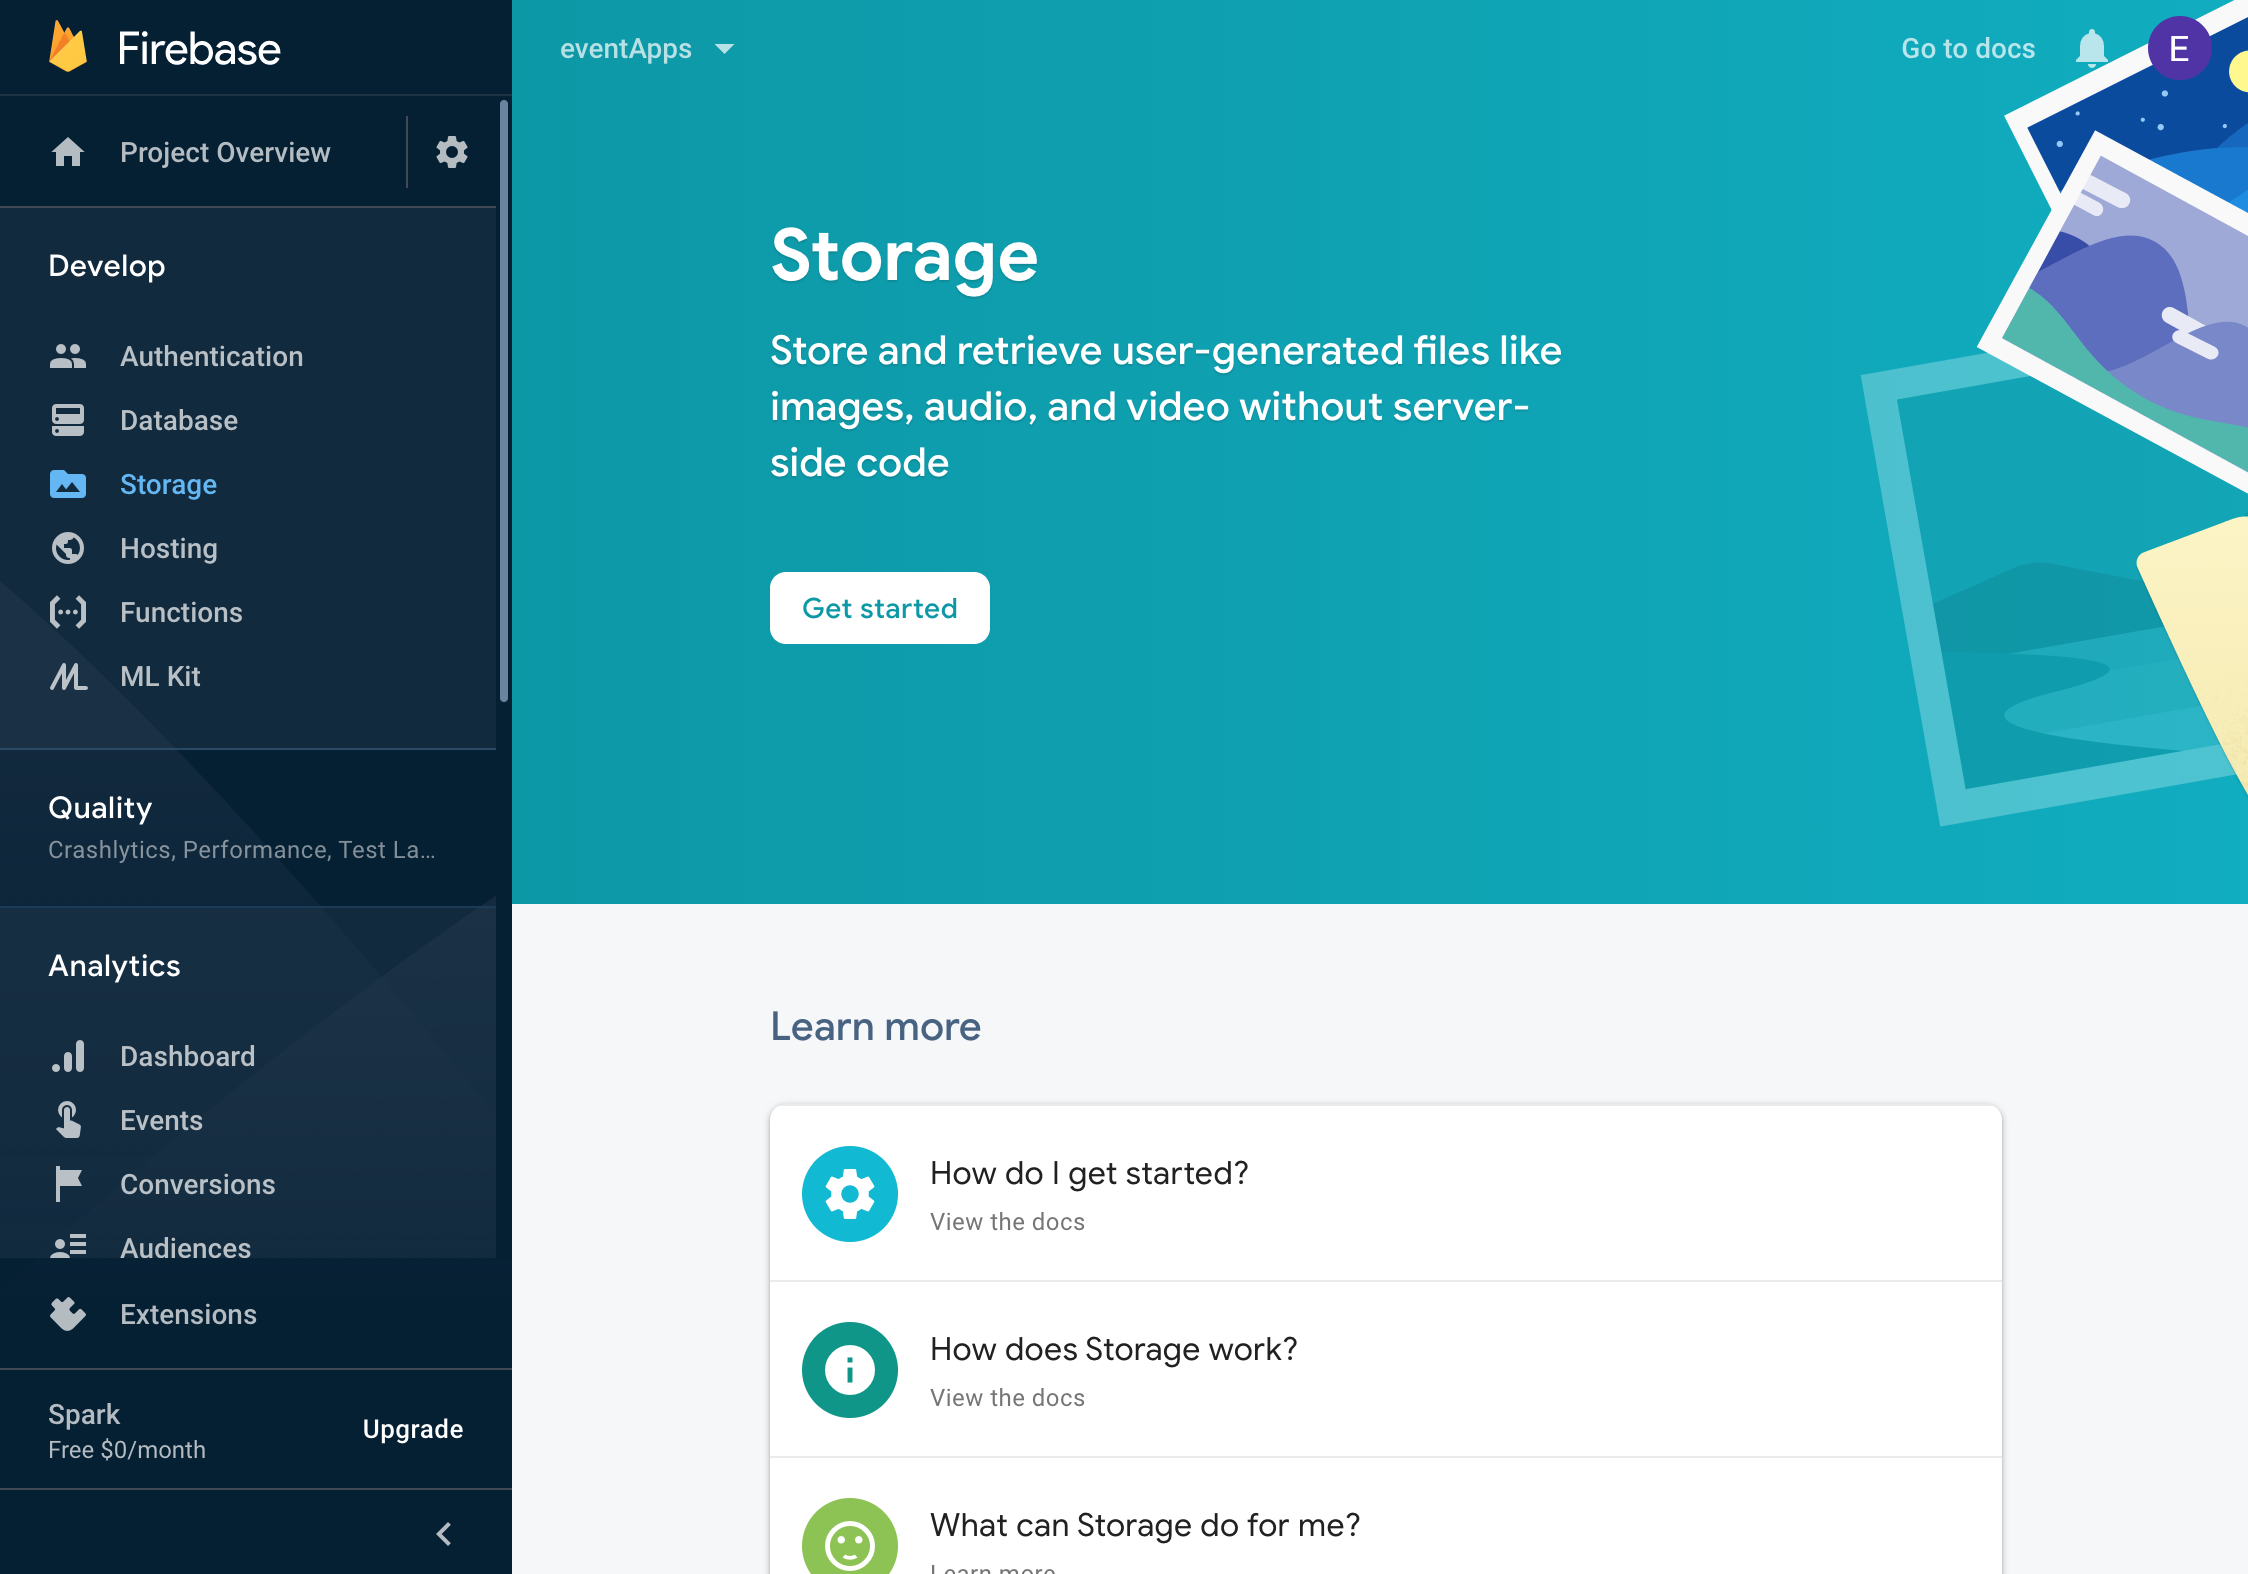 Firebase
eventApps
Go to docs
E
Project Overview
Develop
Authentication
Database
Storage
Hosting
Functions
ML Kit
Quality
Crashlytics, Performance, Test La...
Analytics
Dashboard
Events
Conversions
Audiences
Extensions
Spark
Free $0/month
Upgrade
Storage
Store and retrieve user-generated files like
images, audio, and video without server-
side code
Get started
Learn more
How do I get started?
View the docs
How does Storage work?
View the docs
What can Storage do for me?
Learn more